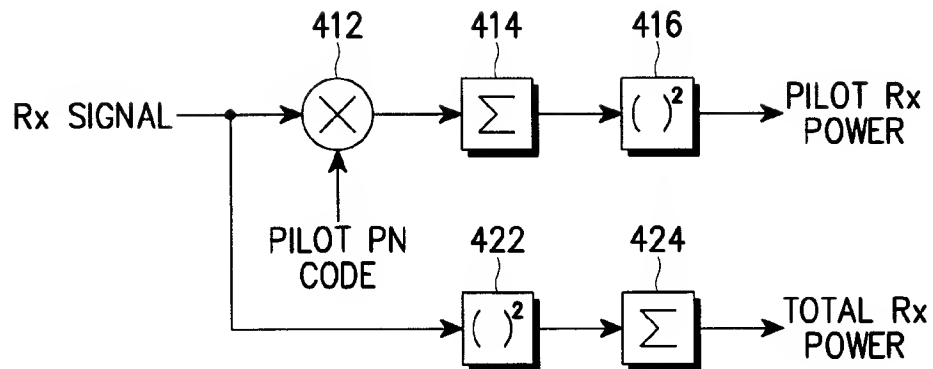 412
414
416
Rx SIGNAL
Σ
( )²
PILOT Rx
POWER
PILOT PN
CODE
422
424
( )²
Σ
TOTAL Rx
POWER